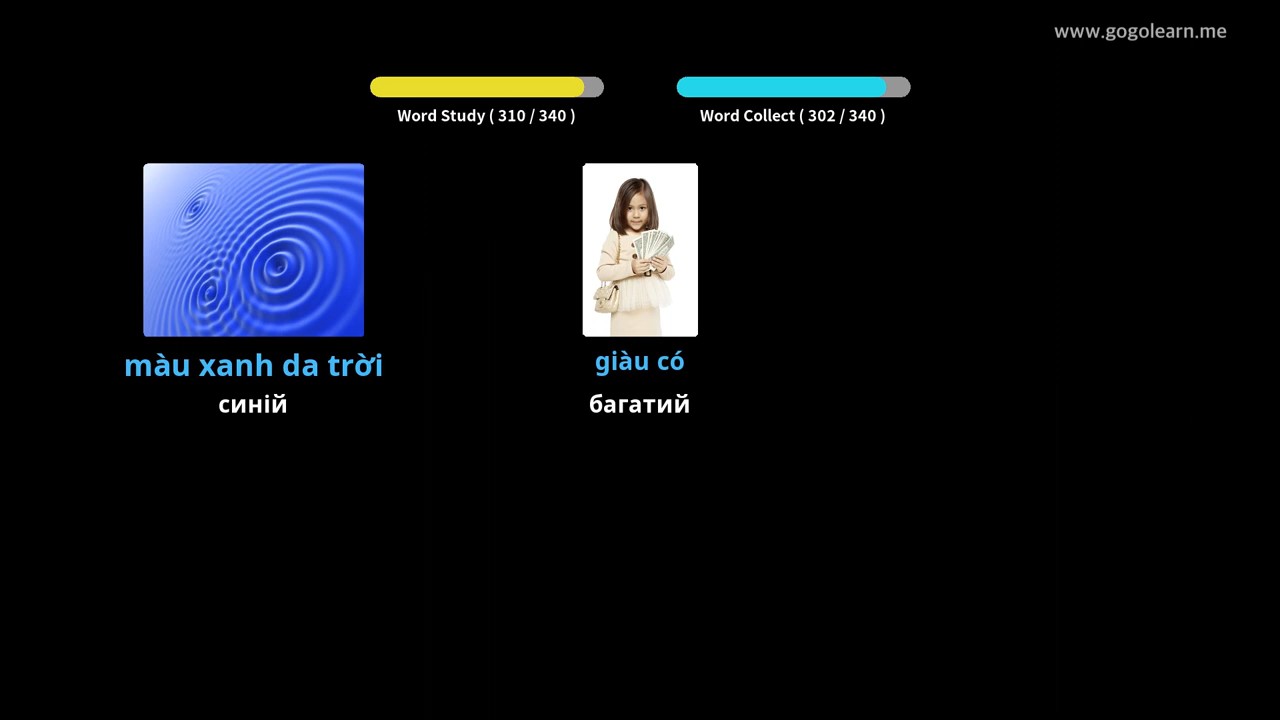 www.gogolearn.me
Word Study ( 310 / 340 )
Word Collect ( 302 / 340 )
màu xanh da trời
синій
giàu có
багатий